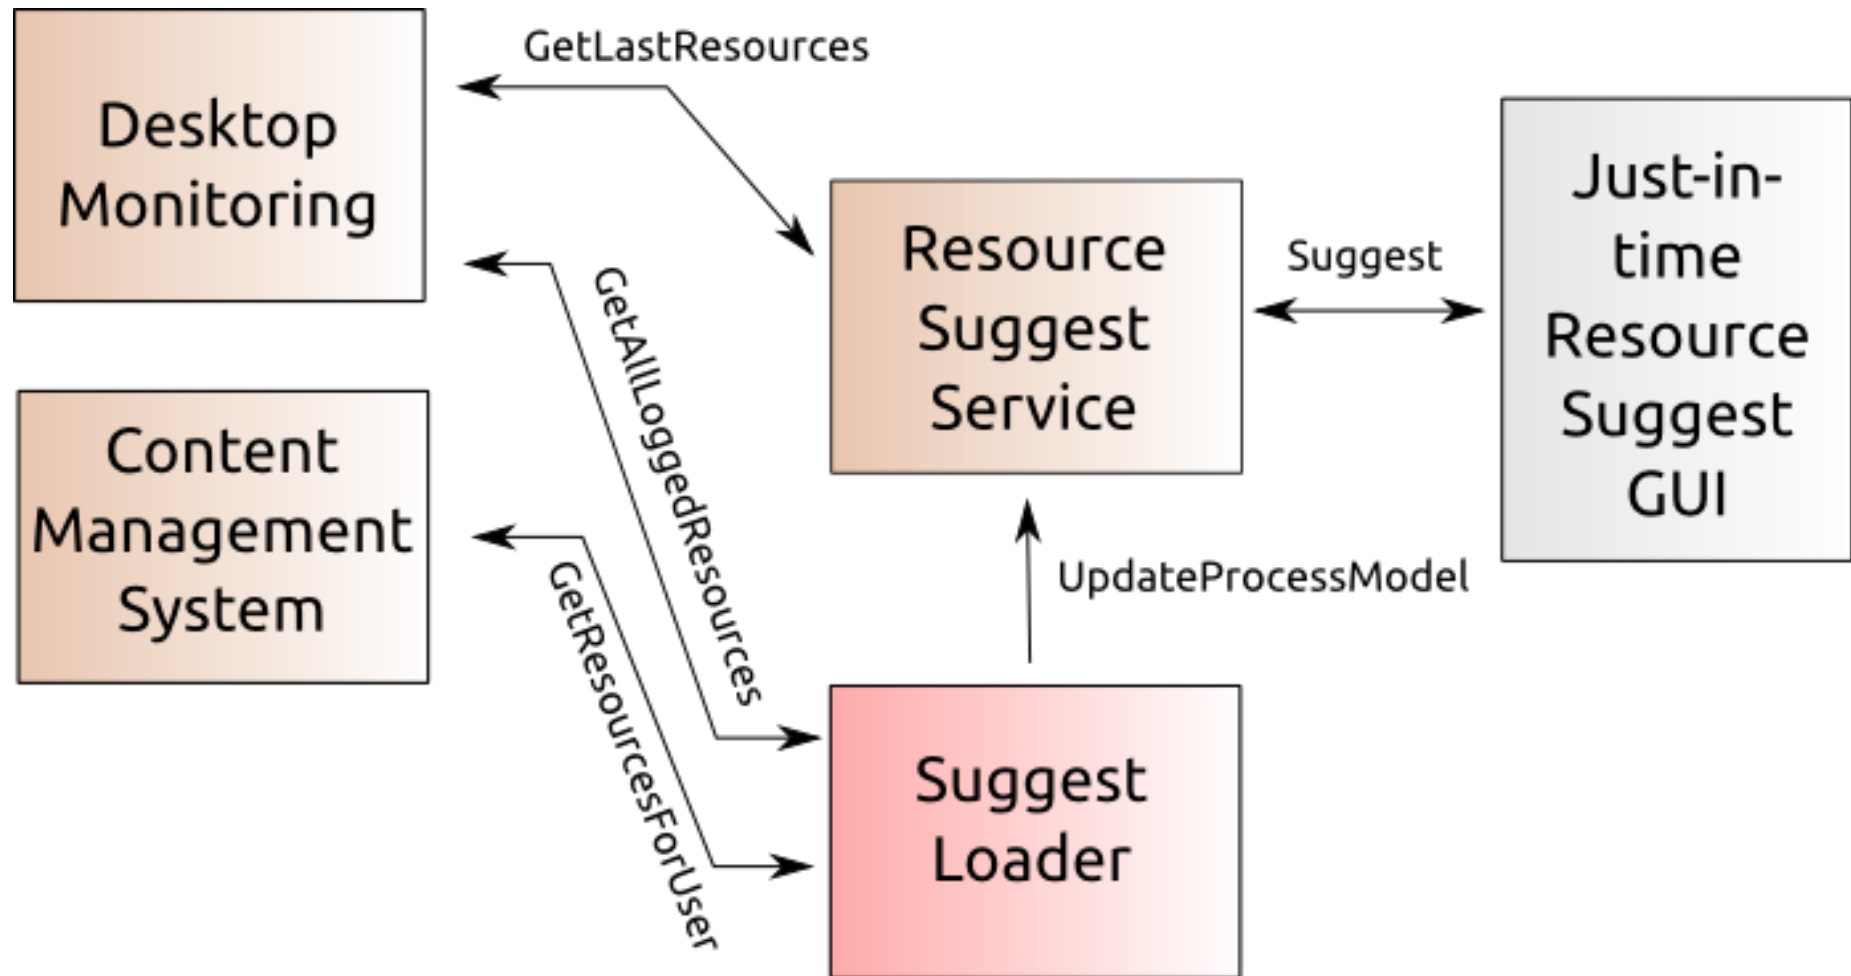 GetLastResources
Desktop
Monitoring
Resource
Suggest
Service
Suggest
Just-in-
time
Resource
Suggest
GUI
GetAllLoggedResources
Content
Management
System
GetResourcesForUser
UpdateProcessModel
Suggest
Loader